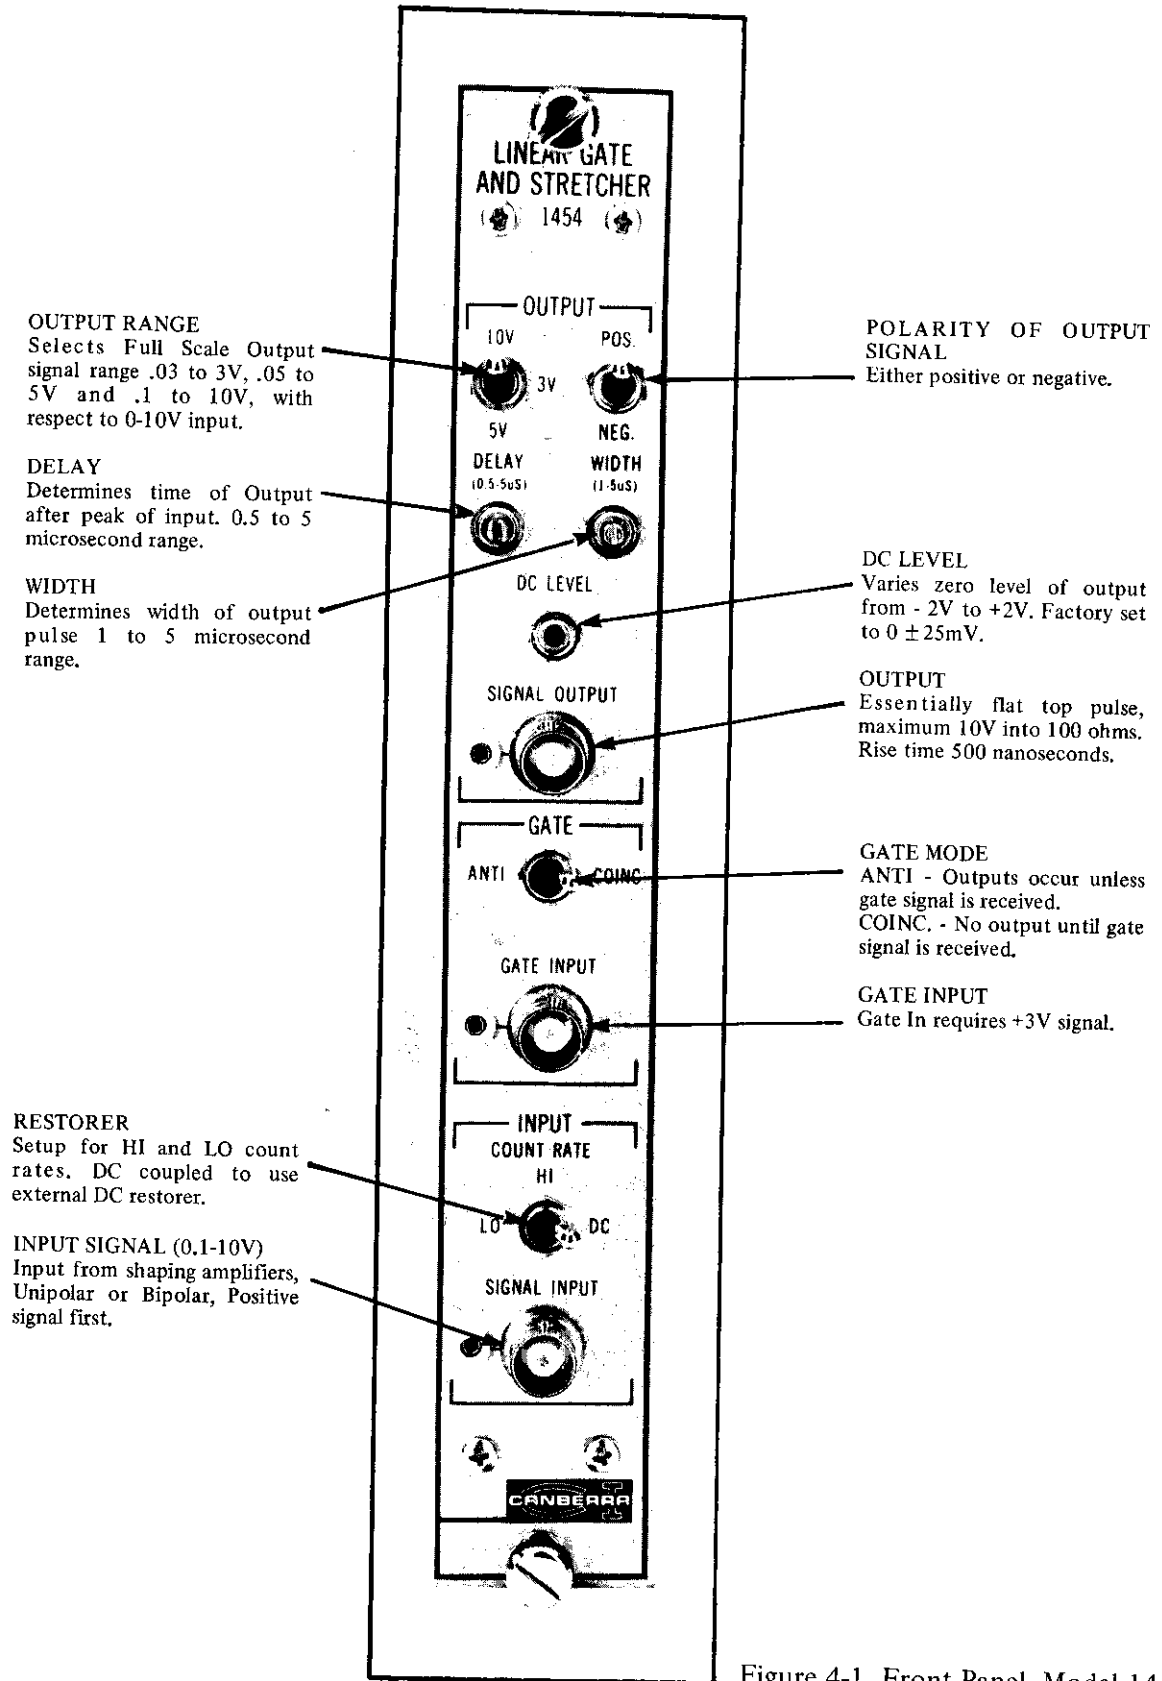 LINEAR GATE
AND STRETCHER
1454
OUTPUT
10V
POS.
3V
5V
NEG.
DELAY
(0.5-5uS)
WIDTH
(1-5uS)
DC LEVEL
SIGNAL OUTPUT
GATE
ANTI
COINC
GATE INPUT
INPUT
COUNT RATE
HI
LO
DC
SIGNAL INPUT
CANBERRA
OUTPUT RANGE
Selects Full Scale Output
signal range .03 to 3V, .05 to
5V and .1 to 10V, with
respect to 0-10V input.
DELAY
Determines time of Output
after peak of input. 0.5 to 5
microsecond range.
WIDTH
Determines width of output
pulse 1 to 5 microsecond
range.
RESTORER
Setup for HI and LO count
rates. DC coupled to use
external DC restorer.
INPUT SIGNAL (0.1-10V)
Input from shaping amplifiers,
Unipolar or Bipolar, Positive
signal first.
POLARITY OF OUTPUT
SIGNAL
Either positive or negative.
DC LEVEL
Varies zero level of output
from - 2V to +2V. Factory set
to 0 ±25mV.
OUTPUT
Essentially flat top pulse,
maximum 10V into 100 ohms.
Rise time 500 nanoseconds.
GATE MODE
ANTI - Outputs occur unless
gate signal is received.
COINC. - No output until gate
signal is received.
GATE INPUT
Gate In requires +3V signal.
Figure 4-1. Front Panel, Model 14